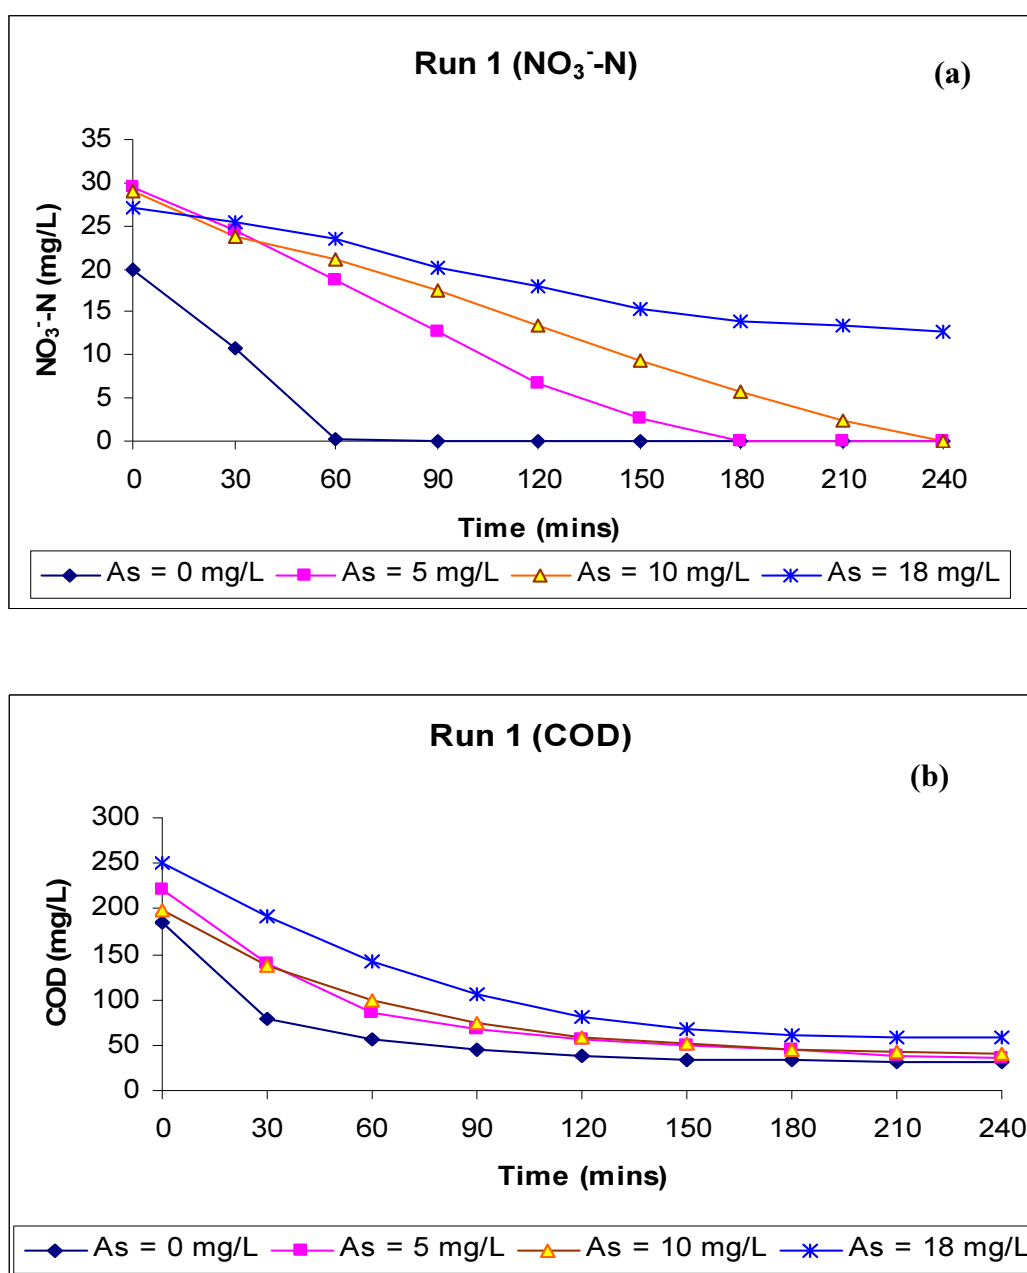 Run 1 (NO₃⁻-N)
(a)
NO₃⁻-N (mg/L)
35
30
25
20
15
10
5
0
0 30 60 90 120 150 180 210 240
Time (mins)
As = 0 mg/L As = 5 mg/L As = 10 mg/L As = 18 mg/L
Run 1 (COD)
(b)
COD (mg/L)
300
250
200
150
100
50
0
0 30 60 90 120 150 180 210 240
Time (mins)
As = 0 mg/L As = 5 mg/L As = 10 mg/L As = 18 mg/L